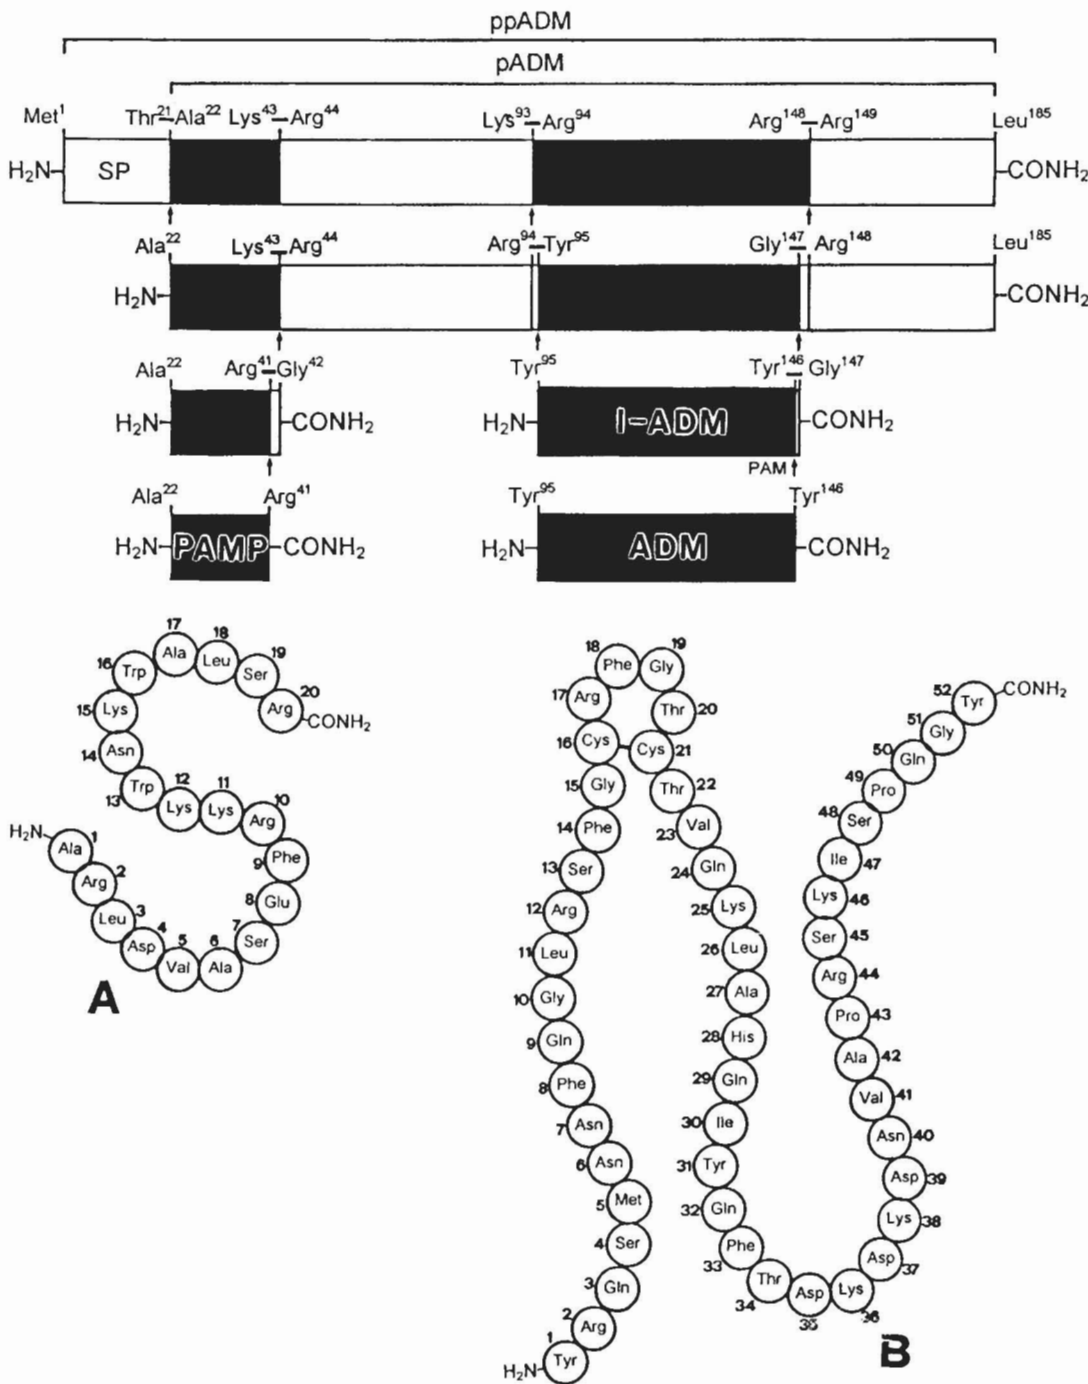 ppADM
pADM
Met¹ Thr²¹–Ala²² Lys⁴³–Arg⁴⁴ Lys⁹³–Arg⁹⁴ Arg¹⁴⁸–Arg¹⁴⁹ Leu¹⁸⁵
H₂N– SP –CONH₂
Ala²² Lys⁴³–Arg⁴⁴ Arg⁹⁴–Tyr⁹⁵ Gly¹⁴⁷–Arg¹⁴⁸ Leu¹⁸⁵
H₂N– –CONH₂
Ala²² Arg⁴¹–Gly⁴² Tyr⁹⁵ Tyr¹⁴⁶–Gly¹⁴⁷
H₂N– –CONH₂ H₂N– I-ADM –CONH₂
PAM
Ala²² Arg⁴¹ Tyr⁹⁵ Tyr¹⁴⁶
H₂N– PAMP –CONH₂ H₂N– ADM –CONH₂
H₂N–
1 Ala
2 Arg
3 Leu
4 Asp
5 Val
6 Ala
7 Ser
8 Glu
9 Phe
10 Arg
11 Lys
12 Lys
13 Trp
14 Asn
15 Lys
16 Trp
17 Ala
18 Leu
19 Ser
20 Arg
–CONH₂
A
H₂N–
1 Tyr
2 Arg
3 Gln
4 Ser
5 Met
6 Asn
7 Asn
8 Phe
9 Gln
10 Gly
11 Leu
12 Arg
13 Ser
14 Phe
15 Gly
16 Cys
17 Arg
18 Phe
19 Gly
20 Thr
21 Cys
22 Thr
23 Val
24 Gln
25 Lys
26 Leu
27 Ala
28 His
29 Gln
30 Ile
31 Tyr
32 Gln
33 Phe
34 Thr
35 Asp
36 Lys
37 Asp
38 Lys
39 Asp
40 Asn
41 Val
42 Ala
43 Pro
44 Arg
45 Ser
46 Lys
47 Ile
48 Ser
49 Pro
50 Gln
51 Gly
52 Tyr
–CONH₂
B